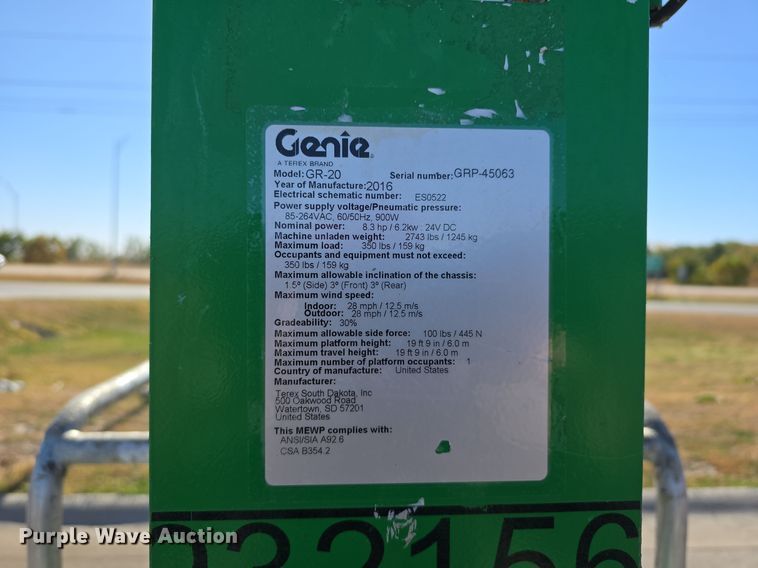 Genie
A TEREX BRAND
Model: GR-20 Serial number: GRP-45063
Year of Manufacture: 2016
Electrical schematic number: ES0522
Power supply voltage/Pneumatic pressure:
85-264VAC, 60/50Hz, 900W
Nominal power: 8.3 hp / 6.2kw : 24V DC
Machine unladen weight: 2743 lbs / 1245 kg
Maximum load: 350 lbs / 159 kg
Occupants and equipment must not exceed:
350 lbs / 159 kg
Maximum allowable inclination of the chassis:
1.5° (Side) 3° (Front) 3° (Rear)
Maximum wind speed:
Indoor: 28 mph / 12.5 m/s
Outdoor: 28 mph / 12.5 m/s
Gradeability: 30%
Maximum allowable side force: 100 lbs / 445 N
Maximum platform height: 19 ft 9 in / 6.0 m
Maximum travel height: 19 ft 9 in / 6.0 m
Maximum number of platform occupants: 1
Country of manufacture: United States
Manufacturer:
Terex South Dakota, Inc
500 Oakwood Road
Watertown, SD 57201
United States
This MEWP complies with:
ANSI/SIA A92.6
CSA B354.2
932156
Purple Wave Auction